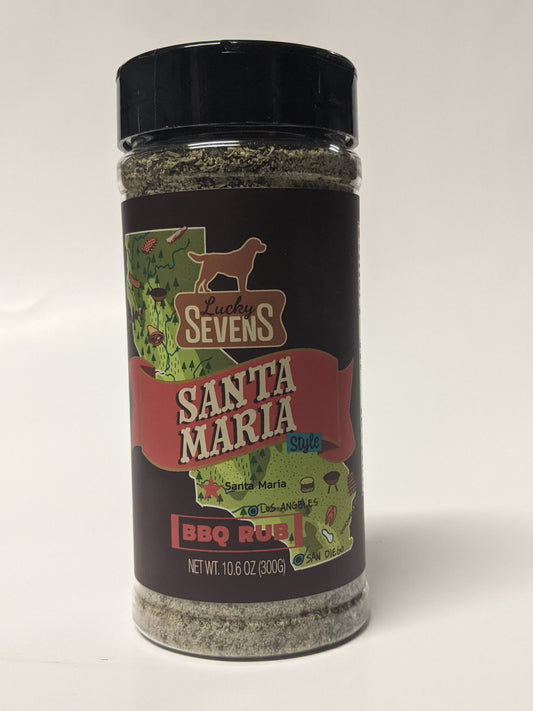 Lucky
SEVENS
SANTA
MARIA
Style
Santa Maria
LOS ANGELES
BBQ RUB
SAN DIEGO
NET WT. 10.6 OZ (300G)